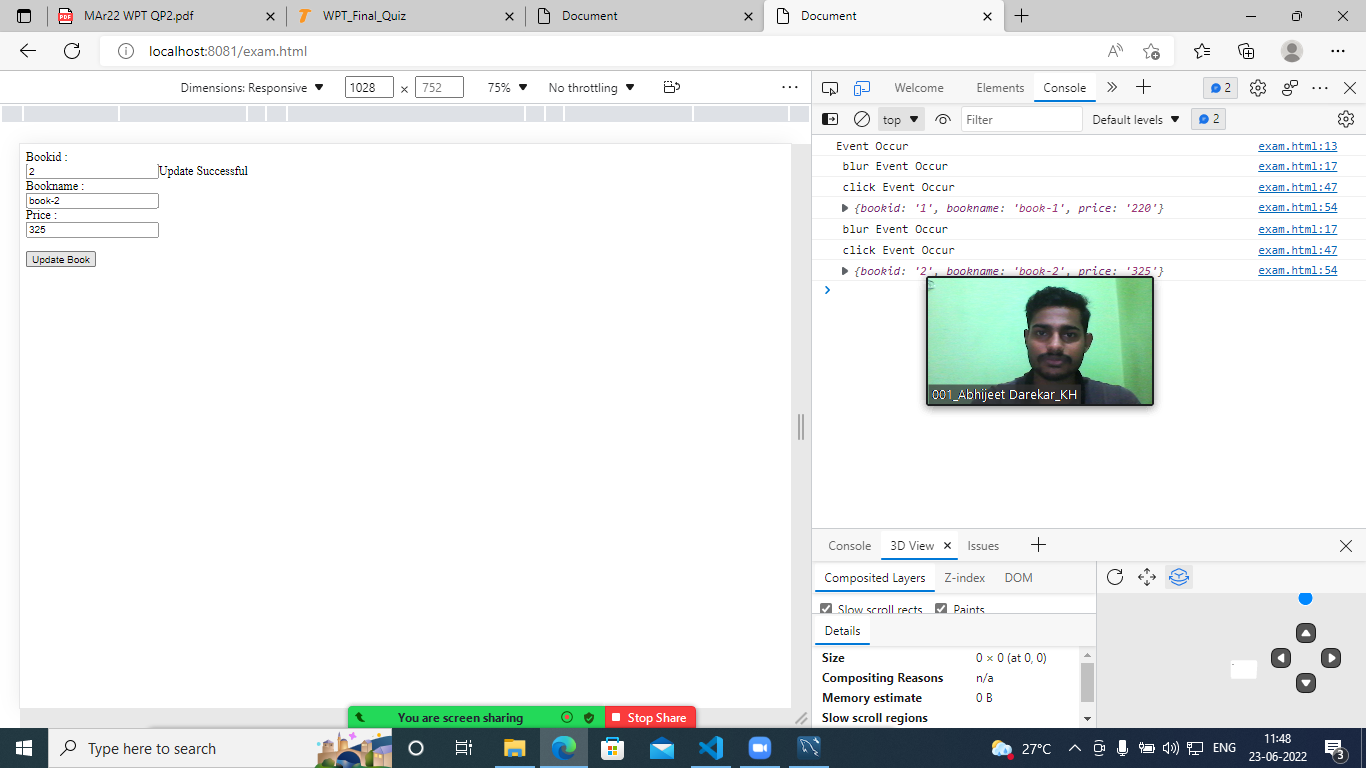 MAr22 WPT QP2.pdf
WPT_Final_Quiz
Document
Document
localhost:8081/exam.html
Dimensions: Responsive
1028 × 752
75%
No throttling
Welcome
Elements
Console
2
top
Filter
Default levels
2
Event Occur exam.html:13
blur Event Occur exam.html:17
click Event Occur exam.html:47
{bookid: '1', bookname: 'book-1', price: '220'} exam.html:54
blur Event Occur exam.html:17
click Event Occur exam.html:47
{bookid: '2', bookname: 'book-2', price: '325'} exam.html:54
Bookid :
2 Update Successful
Bookname :
book-2
Price :
325
Update Book
001_Abhijeet Darekar_KH
Console
3D View
Issues
Composited Layers
Z-index
DOM
Slow scroll rects
Paints
Details
Size 0 × 0 (at 0, 0)
Compositing Reasons n/a
Memory estimate 0 B
Slow scroll regions
You are screen sharing
Stop Share
Type here to search
27°C
ENG
11:48
23-06-2022
3